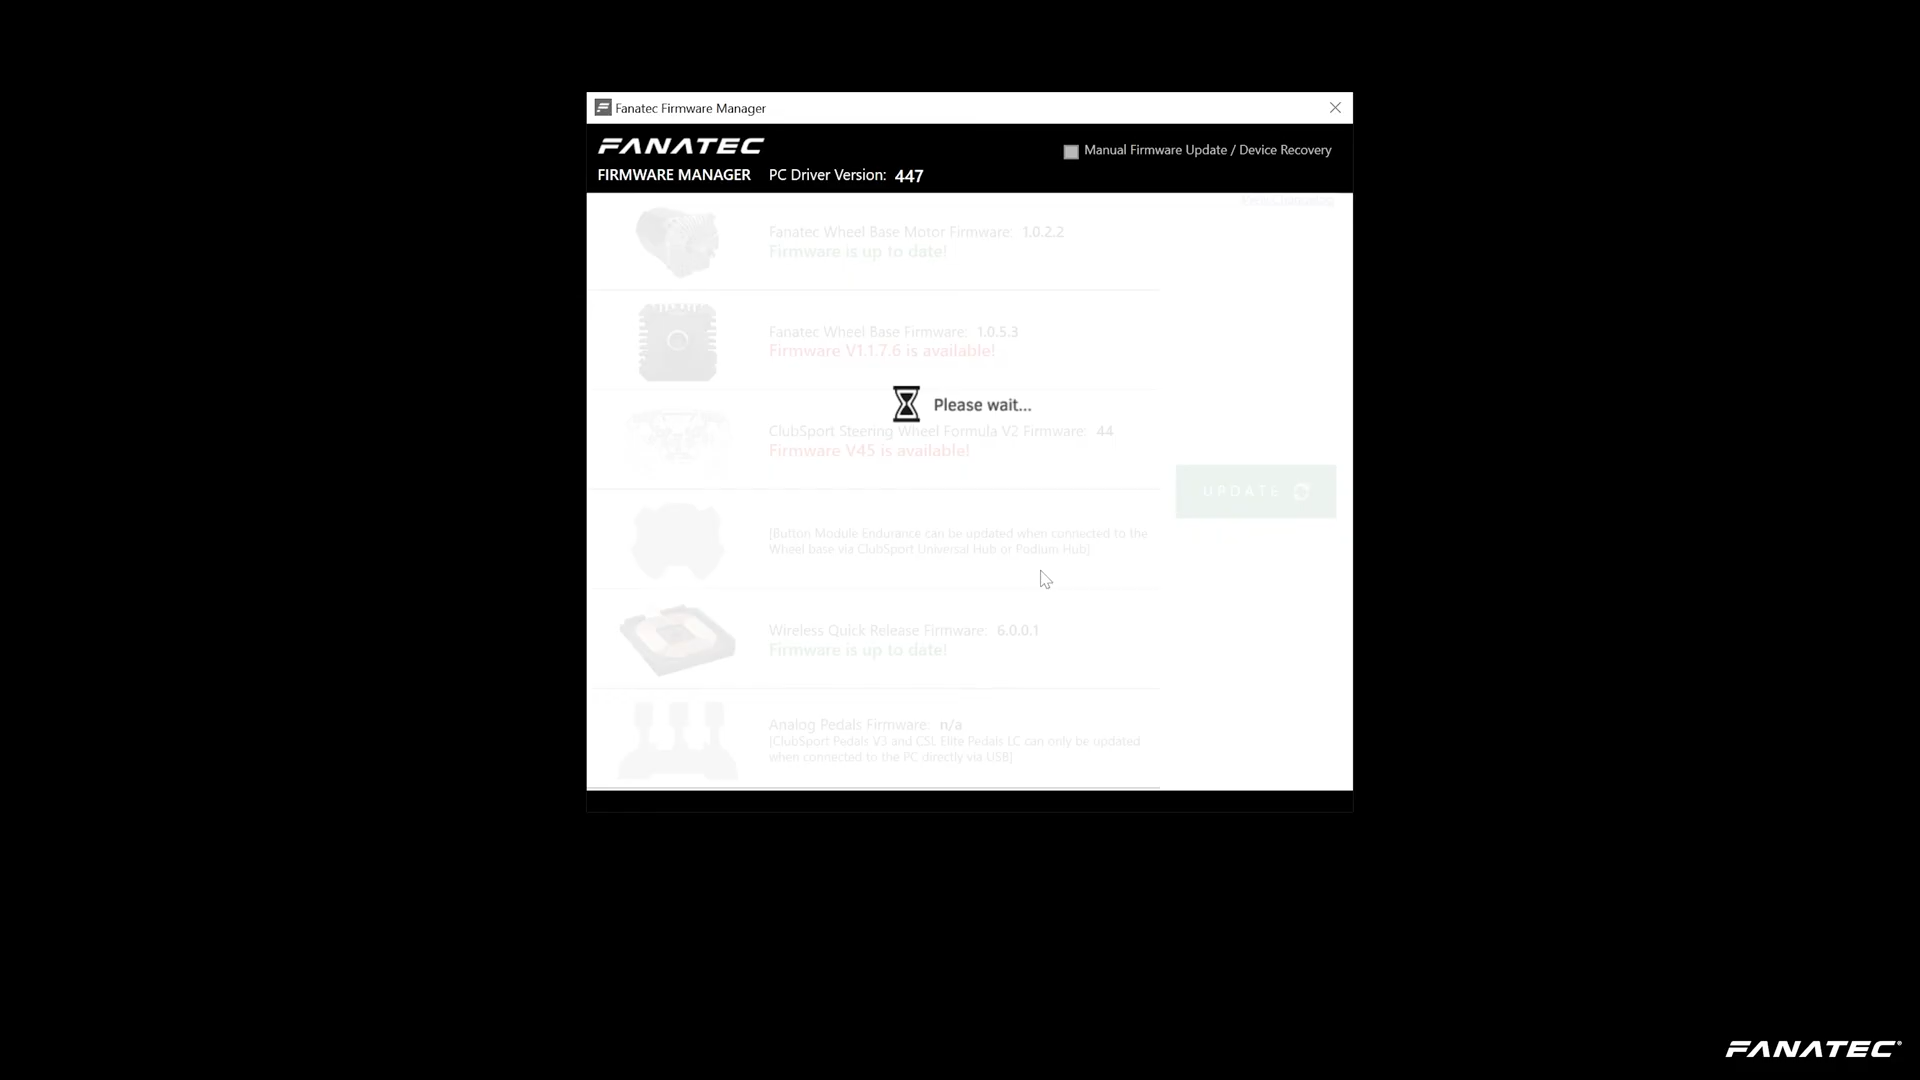 Fanatec Firmware Manager
FANATEC
Manual Firmware Update / Device Recovery
FIRMWARE MANAGER PC Driver Version: 447
Fanatec Wheel Base Motor Firmware: 1.0.2.2
Firmware is up to date!
Fanatec Wheel Base Firmware: 1.0.5.3
Firmware V1.1.7.6 is available!
Please wait...
ClubSport Steering Wheel Formula V2 Firmware: 44
Firmware V45 is available!
UPDATE
[Button Module Endurance can be updated when connected to the
Wheel base via ClubSport Universal Hub or Podium Hub]
Wireless Quick Release Firmware: 6.0.0.1
Firmware is up to date!
Analog Pedals Firmware: n/a
[ClubSport Pedals V3 and CSL Elite Pedals LC can only be updated
when connected to the PC directly via USB]
FANATEC